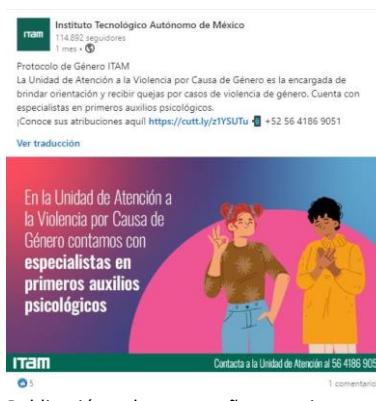 ITAM
Instituto Tecnológico Autónomo de México
114.892 seguidores
1 mes •
Protocolo de Género ITAM
La Unidad de Atención a la Violencia por Causa de Género es la encargada de
brindar orientación y recibir quejas por casos de violencia de género. Cuenta con
especialistas en primeros auxilios psicológicos.
¡Conoce sus atribuciones aquí! https://cutt.ly/z1YSUTu +52 56 4186 9051
Ver traducción
En la Unidad de Atención a
la Violencia por Causa de
Género contamos con
especialistas en
primeros auxilios
psicológicos
ITAM
Contacta a la Unidad de Atención al 56 4186 905
5
1 comentario